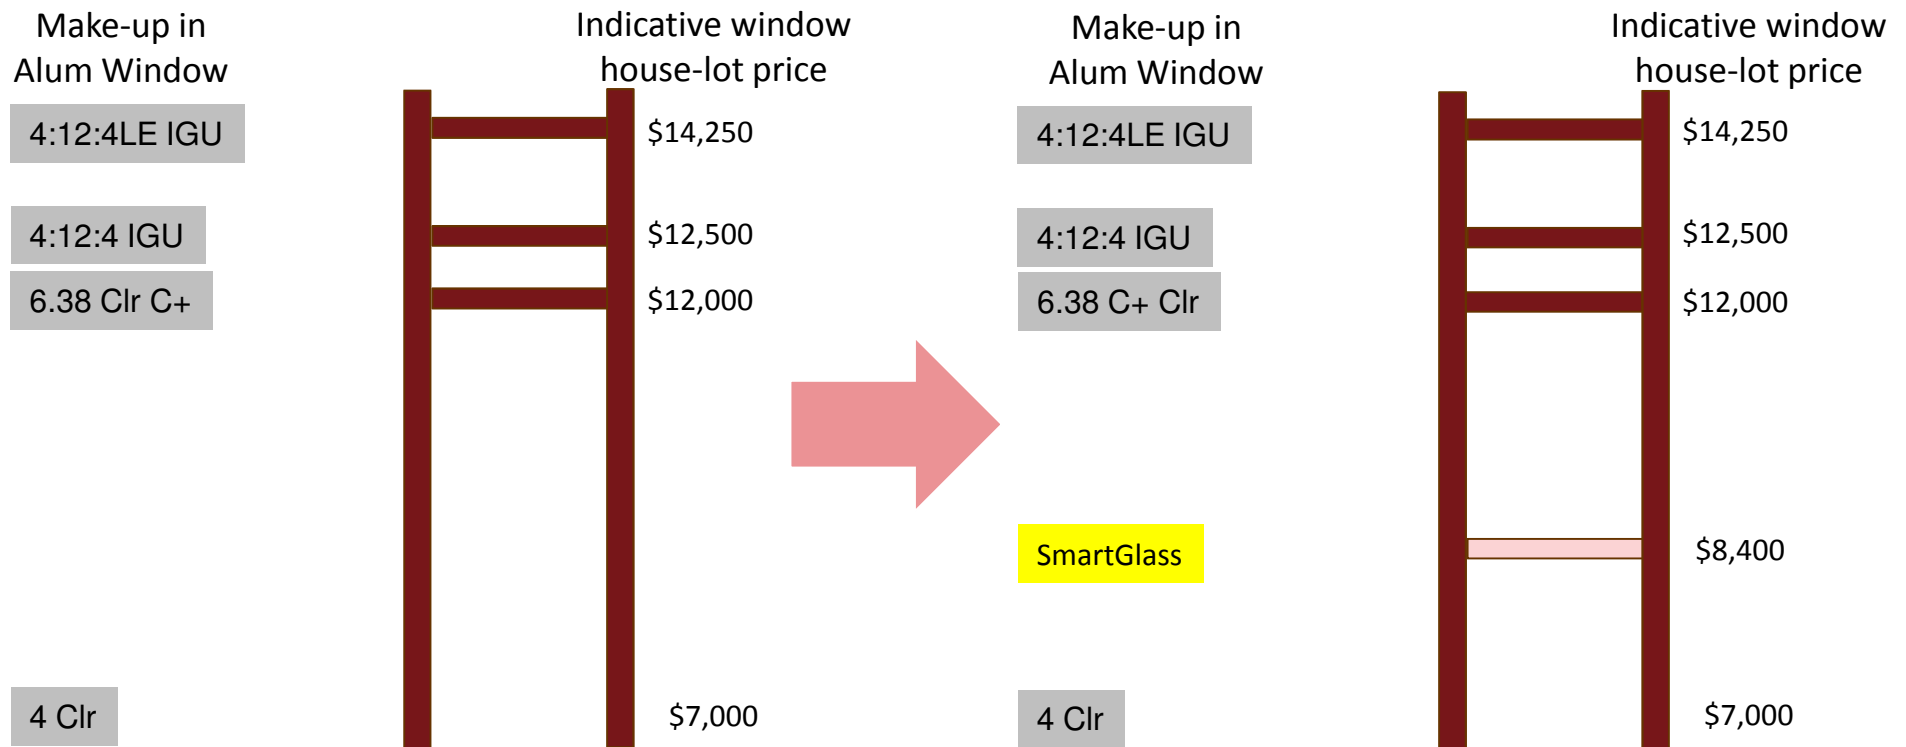 Make-up in
Alum Window
Indicative window
house-lot price
4:12:4LE IGU
$14,250
4:12:4 IGU
$12,500
6.38 Clr C+
$12,000
4 Clr
$7,000
Make-up in
Alum Window
Indicative window
house-lot price
4:12:4LE IGU
$14,250
4:12:4 IGU
$12,500
6.38 C+ Clr
$12,000
SmartGlass
$8,400
4 Clr
$7,000